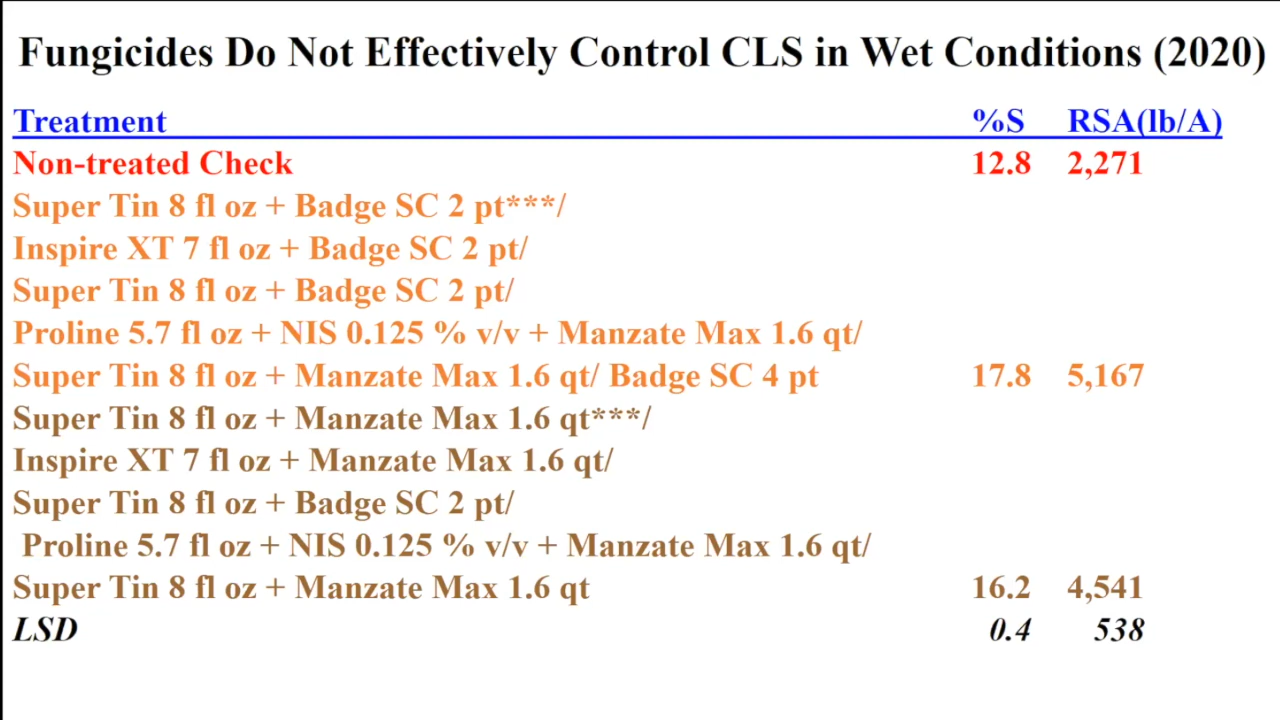 Fungicides Do Not Effectively Control CLS in Wet Conditions (2020)
Treatment %S RSA(lb/A)
Non-treated Check 12.8 2,271
Super Tin 8 fl oz + Badge SC 2 pt***/
Inspire XT 7 fl oz + Badge SC 2 pt/
Super Tin 8 fl oz + Badge SC 2 pt/
Proline 5.7 fl oz + NIS 0.125 % v/v + Manzate Max 1.6 qt/
Super Tin 8 fl oz + Manzate Max 1.6 qt/ Badge SC 4 pt 17.8 5,167
Super Tin 8 fl oz + Manzate Max 1.6 qt***/
Inspire XT 7 fl oz + Manzate Max 1.6 qt/
Super Tin 8 fl oz + Badge SC 2 pt/
Proline 5.7 fl oz + NIS 0.125 % v/v + Manzate Max 1.6 qt/
Super Tin 8 fl oz + Manzate Max 1.6 qt 16.2 4,541
LSD 0.4 538